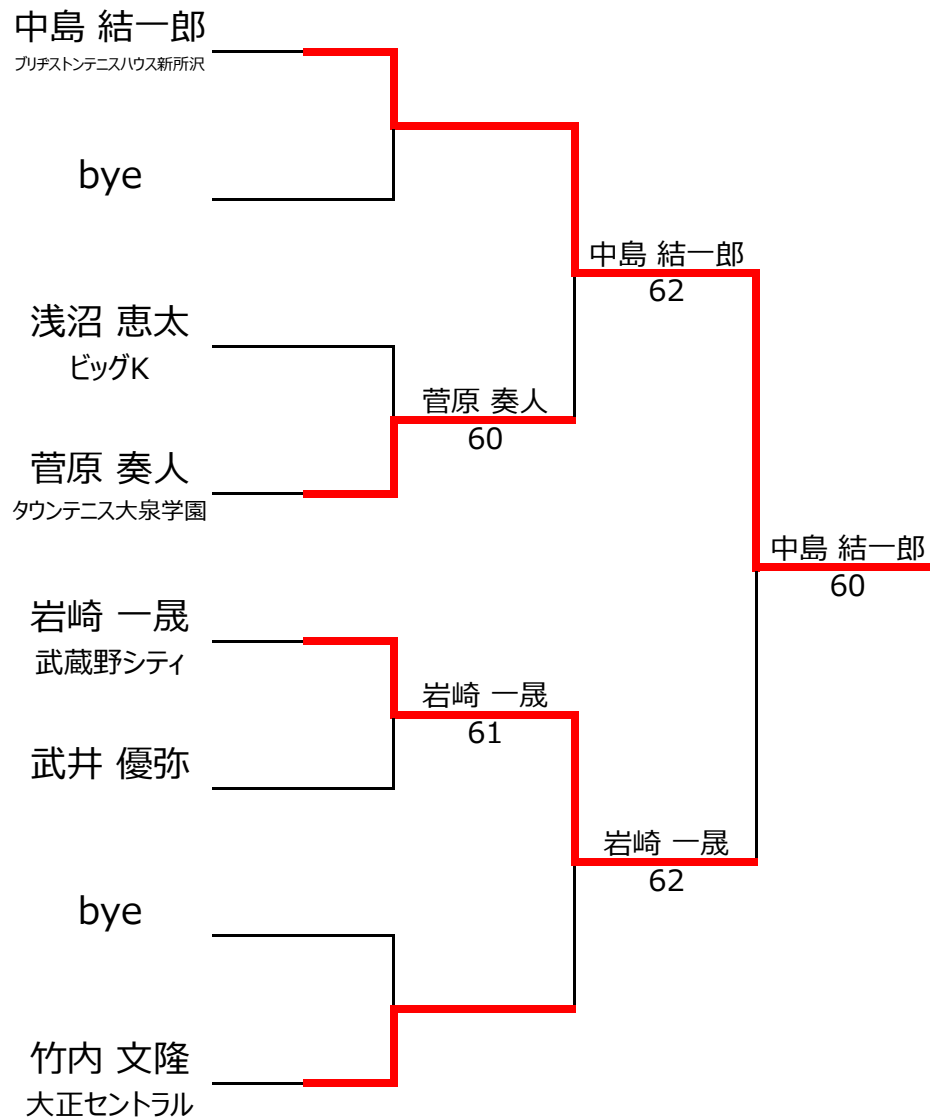 中島 結一郎
ブリヂストンテニスハウス新所沢
bye
浅沼 恵太
ビッグK
菅原 奏人
タウンテニス大泉学園
岩崎 一晟
武蔵野シティ
武井 優弥
bye
竹内 文隆
大正セントラル
菅原 奏人
60
岩崎 一晟
61
中島 結一郎
62
岩崎 一晟
62
中島 結一郎
60